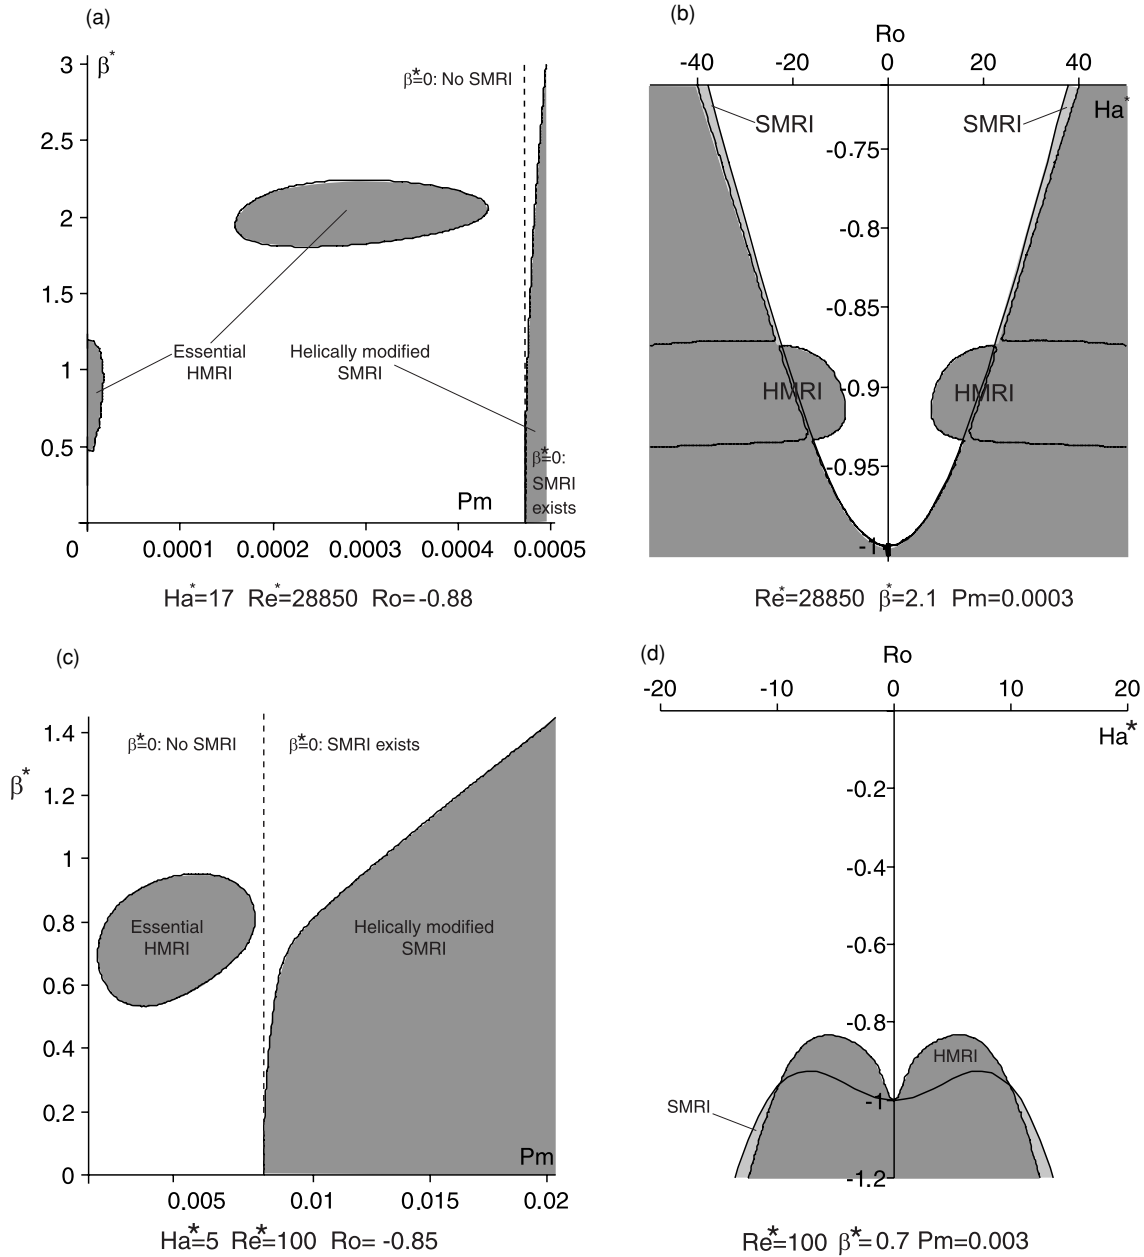 (a)
3
β*
β*=0: No SMRI
2.5
2
1.5
Essential
HMRI
Helically modified
SMRI
1
0.5
β*=0:
SMRI
exists
Pm
0 0.0001 0.0002 0.0003 0.0004 0.0005
Ha*=17 Re*=28850 Ro=-0.88
(b)
Ro
-40 -20 0 20 40
Ha*
SMRI SMRI
-0.75
-0.8
-0.85
HMRI -0.9 HMRI
-0.95
-1
Re*=28850 β*=2.1 Pm=0.0003
(c)
1.4
β*=0: No SMRI β*=0: SMRI exists
β*
1.2
1
0.8
Essential
HMRI
Helically modified
SMRI
0.6
0.4
0.2
0
Pm
0.005 0.01 0.015 0.02
Ha*=5 Re*=100 Ro= -0.85
(d)
Ro
-20 -10 0 10 20
Ha*
-0.2
-0.4
-0.6
-0.8
HMRI
-1
SMRI
-1.2
Re*=100 β*=0.7 Pm=0.003